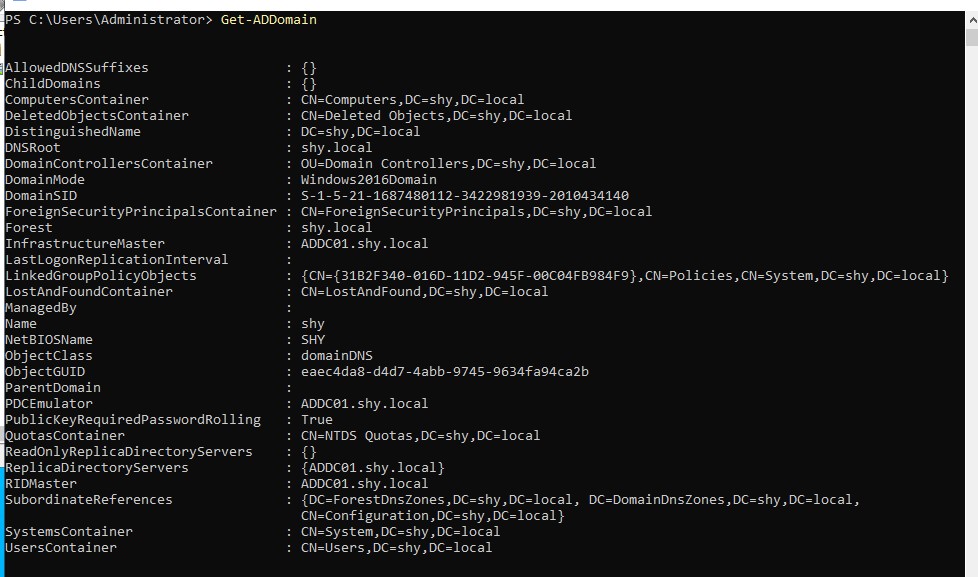 PS C:\Users\Administrator> Get-ADDomain
AllowedDNSSuffixes : {}
ChildDomains : {}
ComputersContainer : CN=Computers,DC=shy,DC=local
DeletedObjectsContainer : CN=Deleted Objects,DC=shy,DC=local
DistinguishedName : DC=shy,DC=local
DNSRoot : shy.local
DomainControllersContainer : OU=Domain Controllers,DC=shy,DC=local
DomainMode : Windows2016Domain
DomainSID : S-1-5-21-1687480112-3422981939-2010434140
ForeignSecurityPrincipalsContainer : CN=ForeignSecurityPrincipals,DC=shy,DC=local
Forest : shy.local
InfrastructureMaster : ADDC01.shy.local
LastLogonReplicationInterval :
LinkedGroupPolicyObjects : {CN={31B2F340-016D-11D2-945F-00C04FB984F9},CN=Policies,CN=System,DC=shy,DC=local}
LostAndFoundContainer : CN=LostAndFound,DC=shy,DC=local
ManagedBy :
Name : shy
NetBIOSName : SHY
ObjectClass : domainDNS
ObjectGUID : eaec4da8-d4d7-4abb-9745-9634fa94ca2b
ParentDomain :
PDCEmulator : ADDC01.shy.local
PublicKeyRequiredPasswordRolling : True
QuotasContainer : CN=NTDS Quotas,DC=shy,DC=local
ReadOnlyReplicaDirectoryServers : {}
ReplicaDirectoryServers : {ADDC01.shy.local}
RIDMaster : ADDC01.shy.local
SubordinateReferences : {DC=ForestDnsZones,DC=shy,DC=local, DC=DomainDnsZones,DC=shy,DC=local,
CN=Configuration,DC=shy,DC=local}
SystemsContainer : CN=System,DC=shy,DC=local
UsersContainer : CN=Users,DC=shy,DC=local